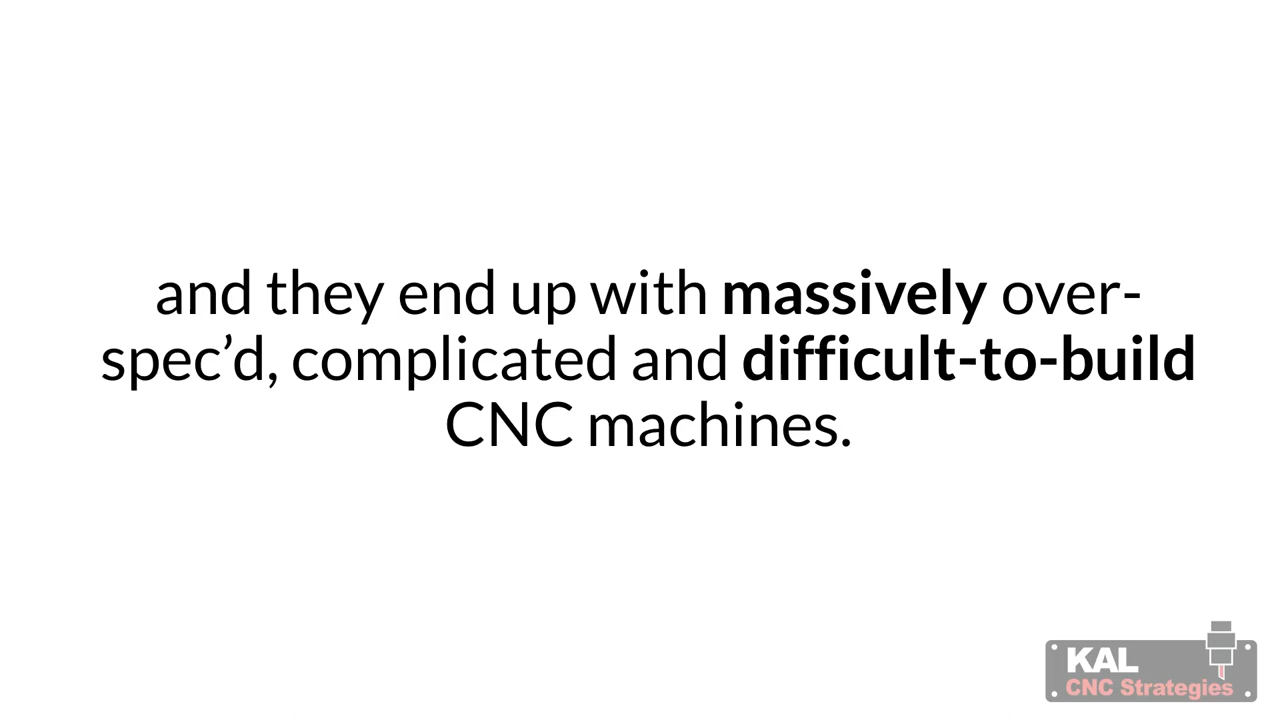 and they end up with massively over-
spec’d, complicated and difficult-to-build
CNC machines.
KAL
CNC Strategies